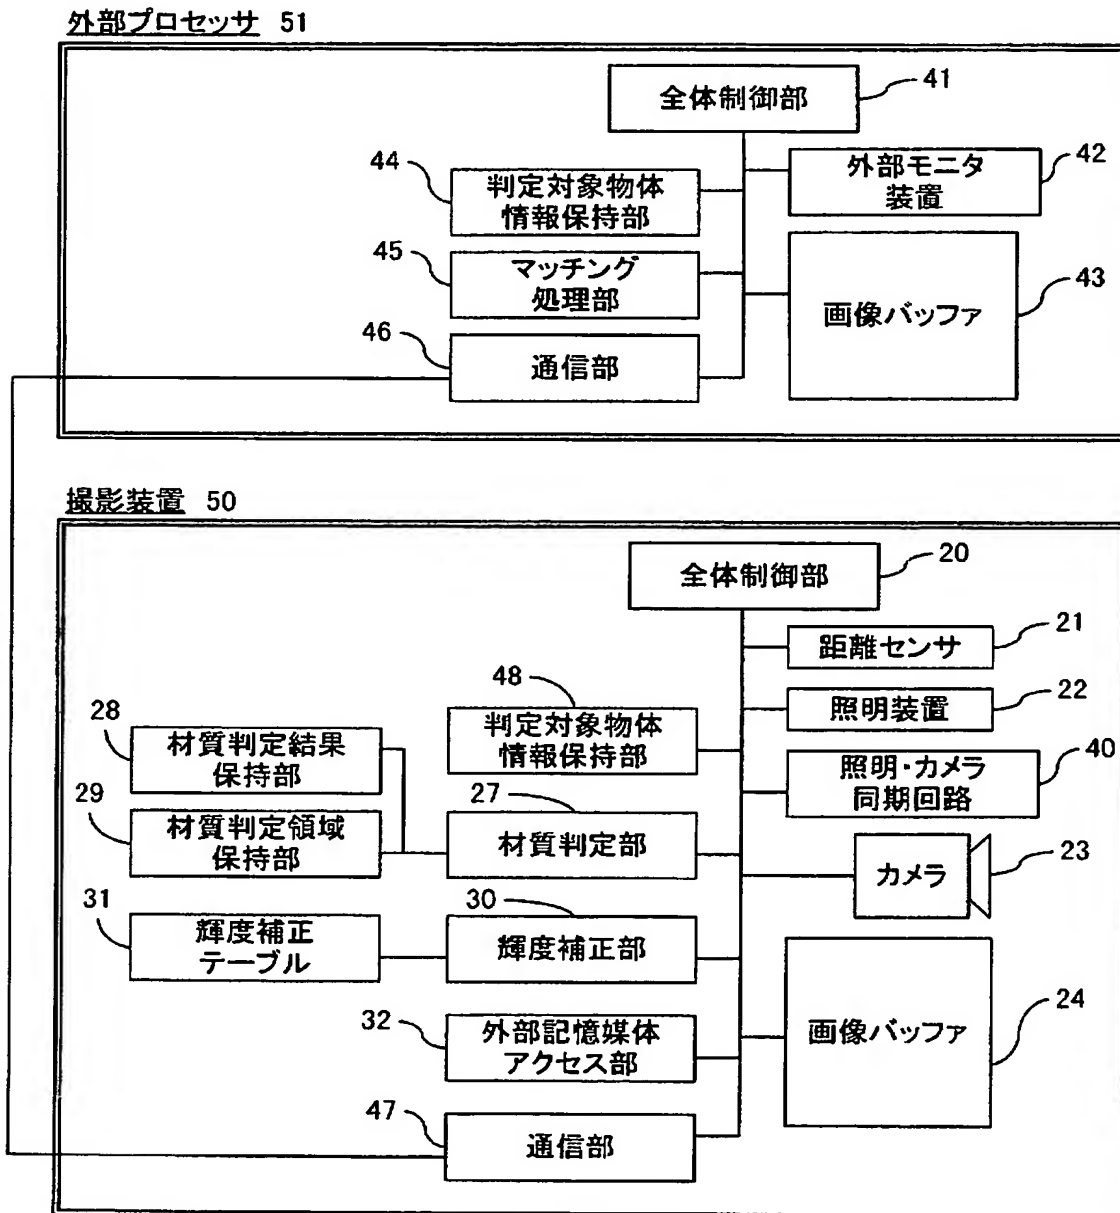 外部プロセッサ 51
全体制御部
41
44
判定対象物体
情報保持部
外部モニタ
装置
42
45
マッチング
処理部
画像バッファ
43
46
通信部
撮影装置 50
全体制御部
20
距離センサ
21
48
判定対象物体
情報保持部
照明装置
22
28
材質判定結果
保持部
照明・カメラ
同期回路
40
29
材質判定領域
保持部
27
材質判定部
カメラ
23
31
輝度補正
テーブル
30
輝度補正部
32
外部記憶媒体
アクセス部
画像バッファ
24
47
通信部